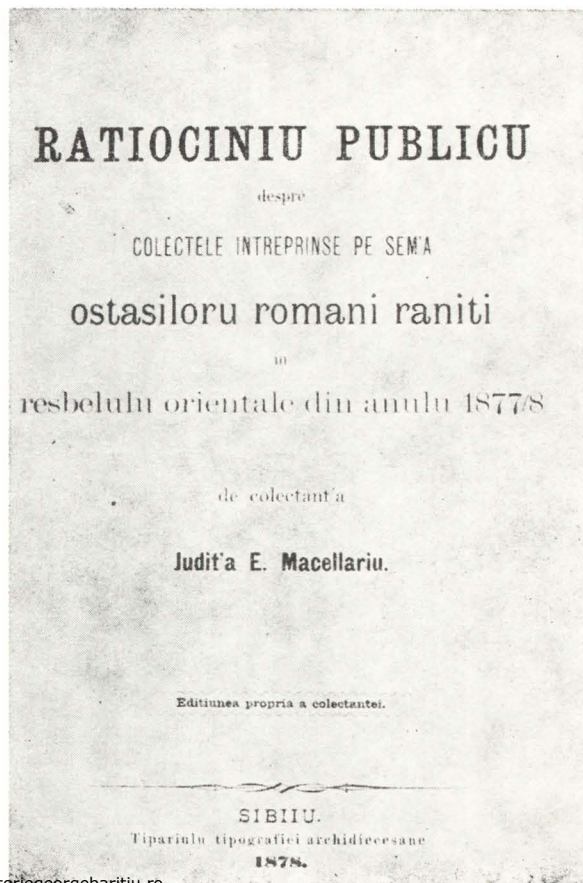 RATIOCINIU PUBLICU
despre
COLECTELE INTREPRINSE PE SEM'A
ostasiloru romani raniti
in
resbelulu orientale din anulu 1877/8
de colectant'a
Judit'a E. Macellariu.
Editiunea propria a colectantei.
SIBIIU.
Tipariulu tipografiei archidiecesane
1878.